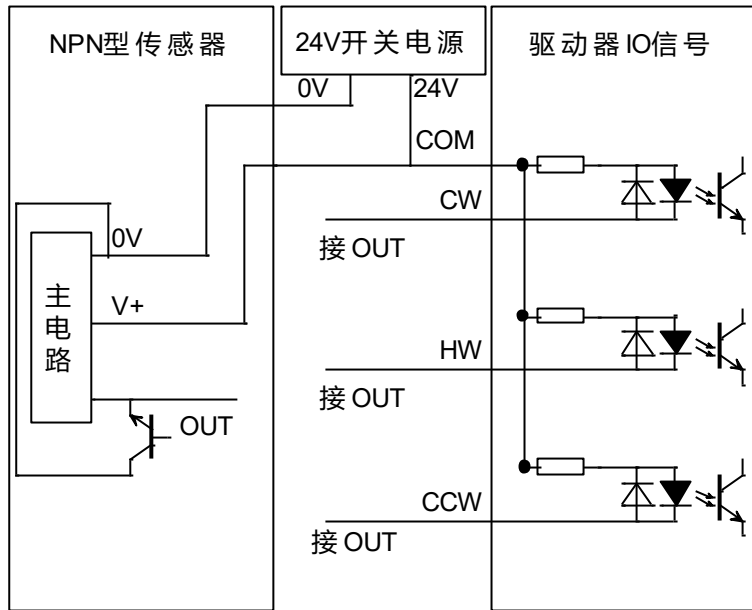 NPN型传感器
24V开关电源
驱动器IO信号
0V
24V
COM
CW
接 OUT
0V
V+
主电路
HW
接 OUT
OUT
CCW
接 OUT